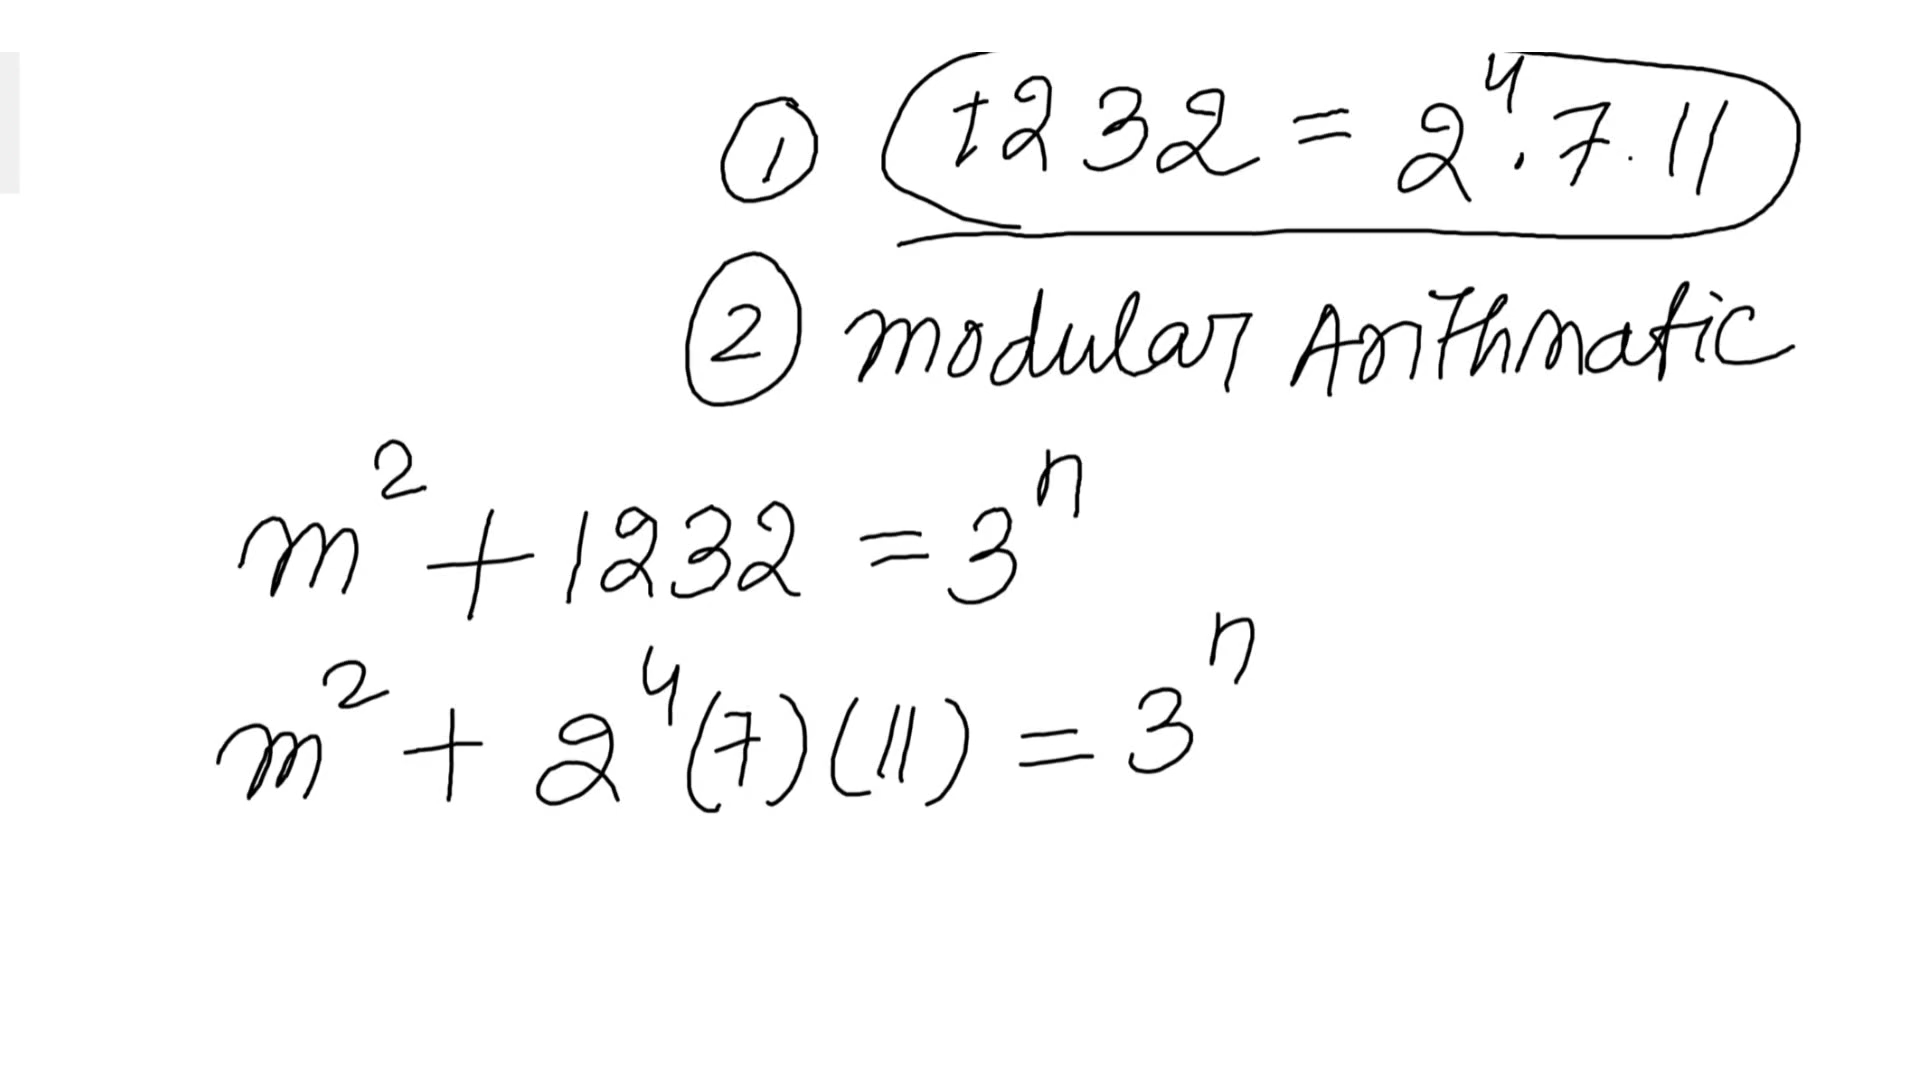 ① 1232 = 2⁴.7.11
② modular Arithmatic
m² + 1232 = 3ⁿ
m² + 2⁴(7)(11) = 3ⁿ